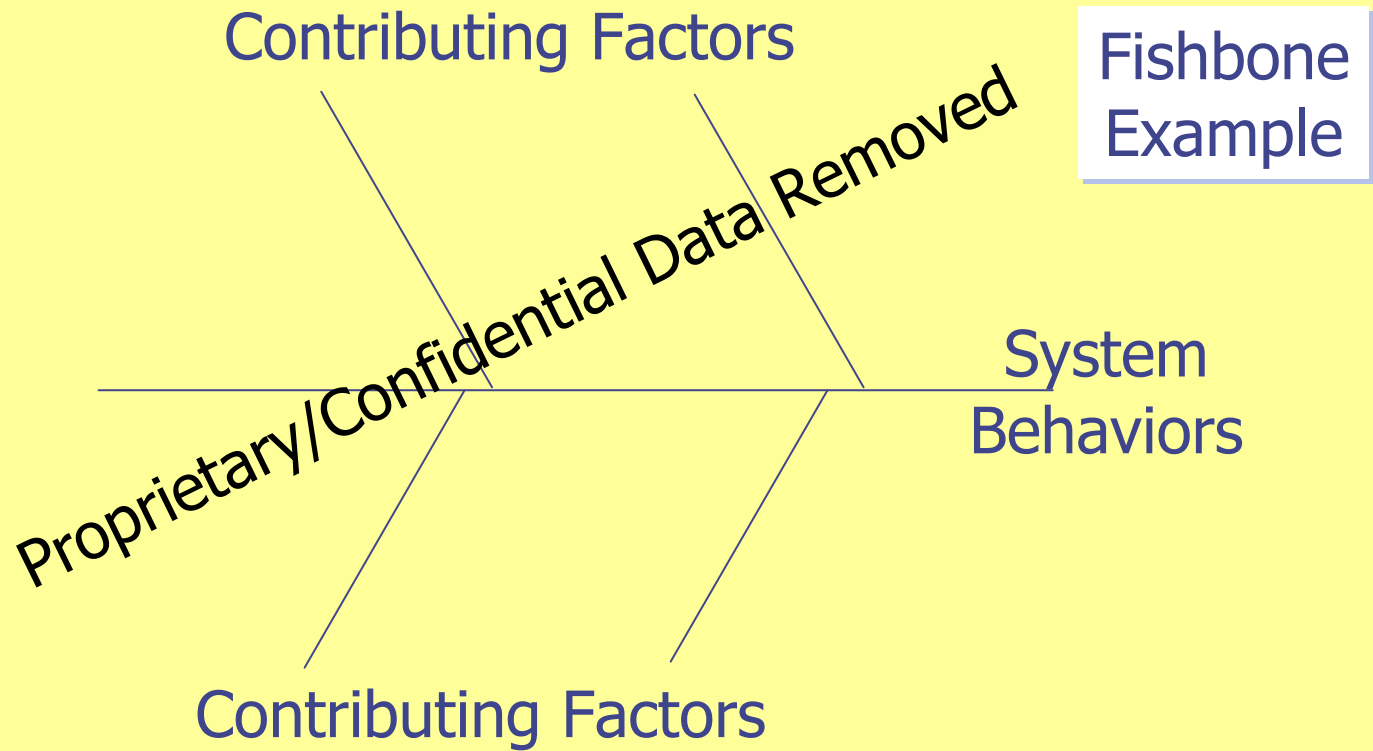 Contributing Factors
Fishbone
Example
Proprietary/Confidential Data Removed
System
Behaviors
Contributing Factors